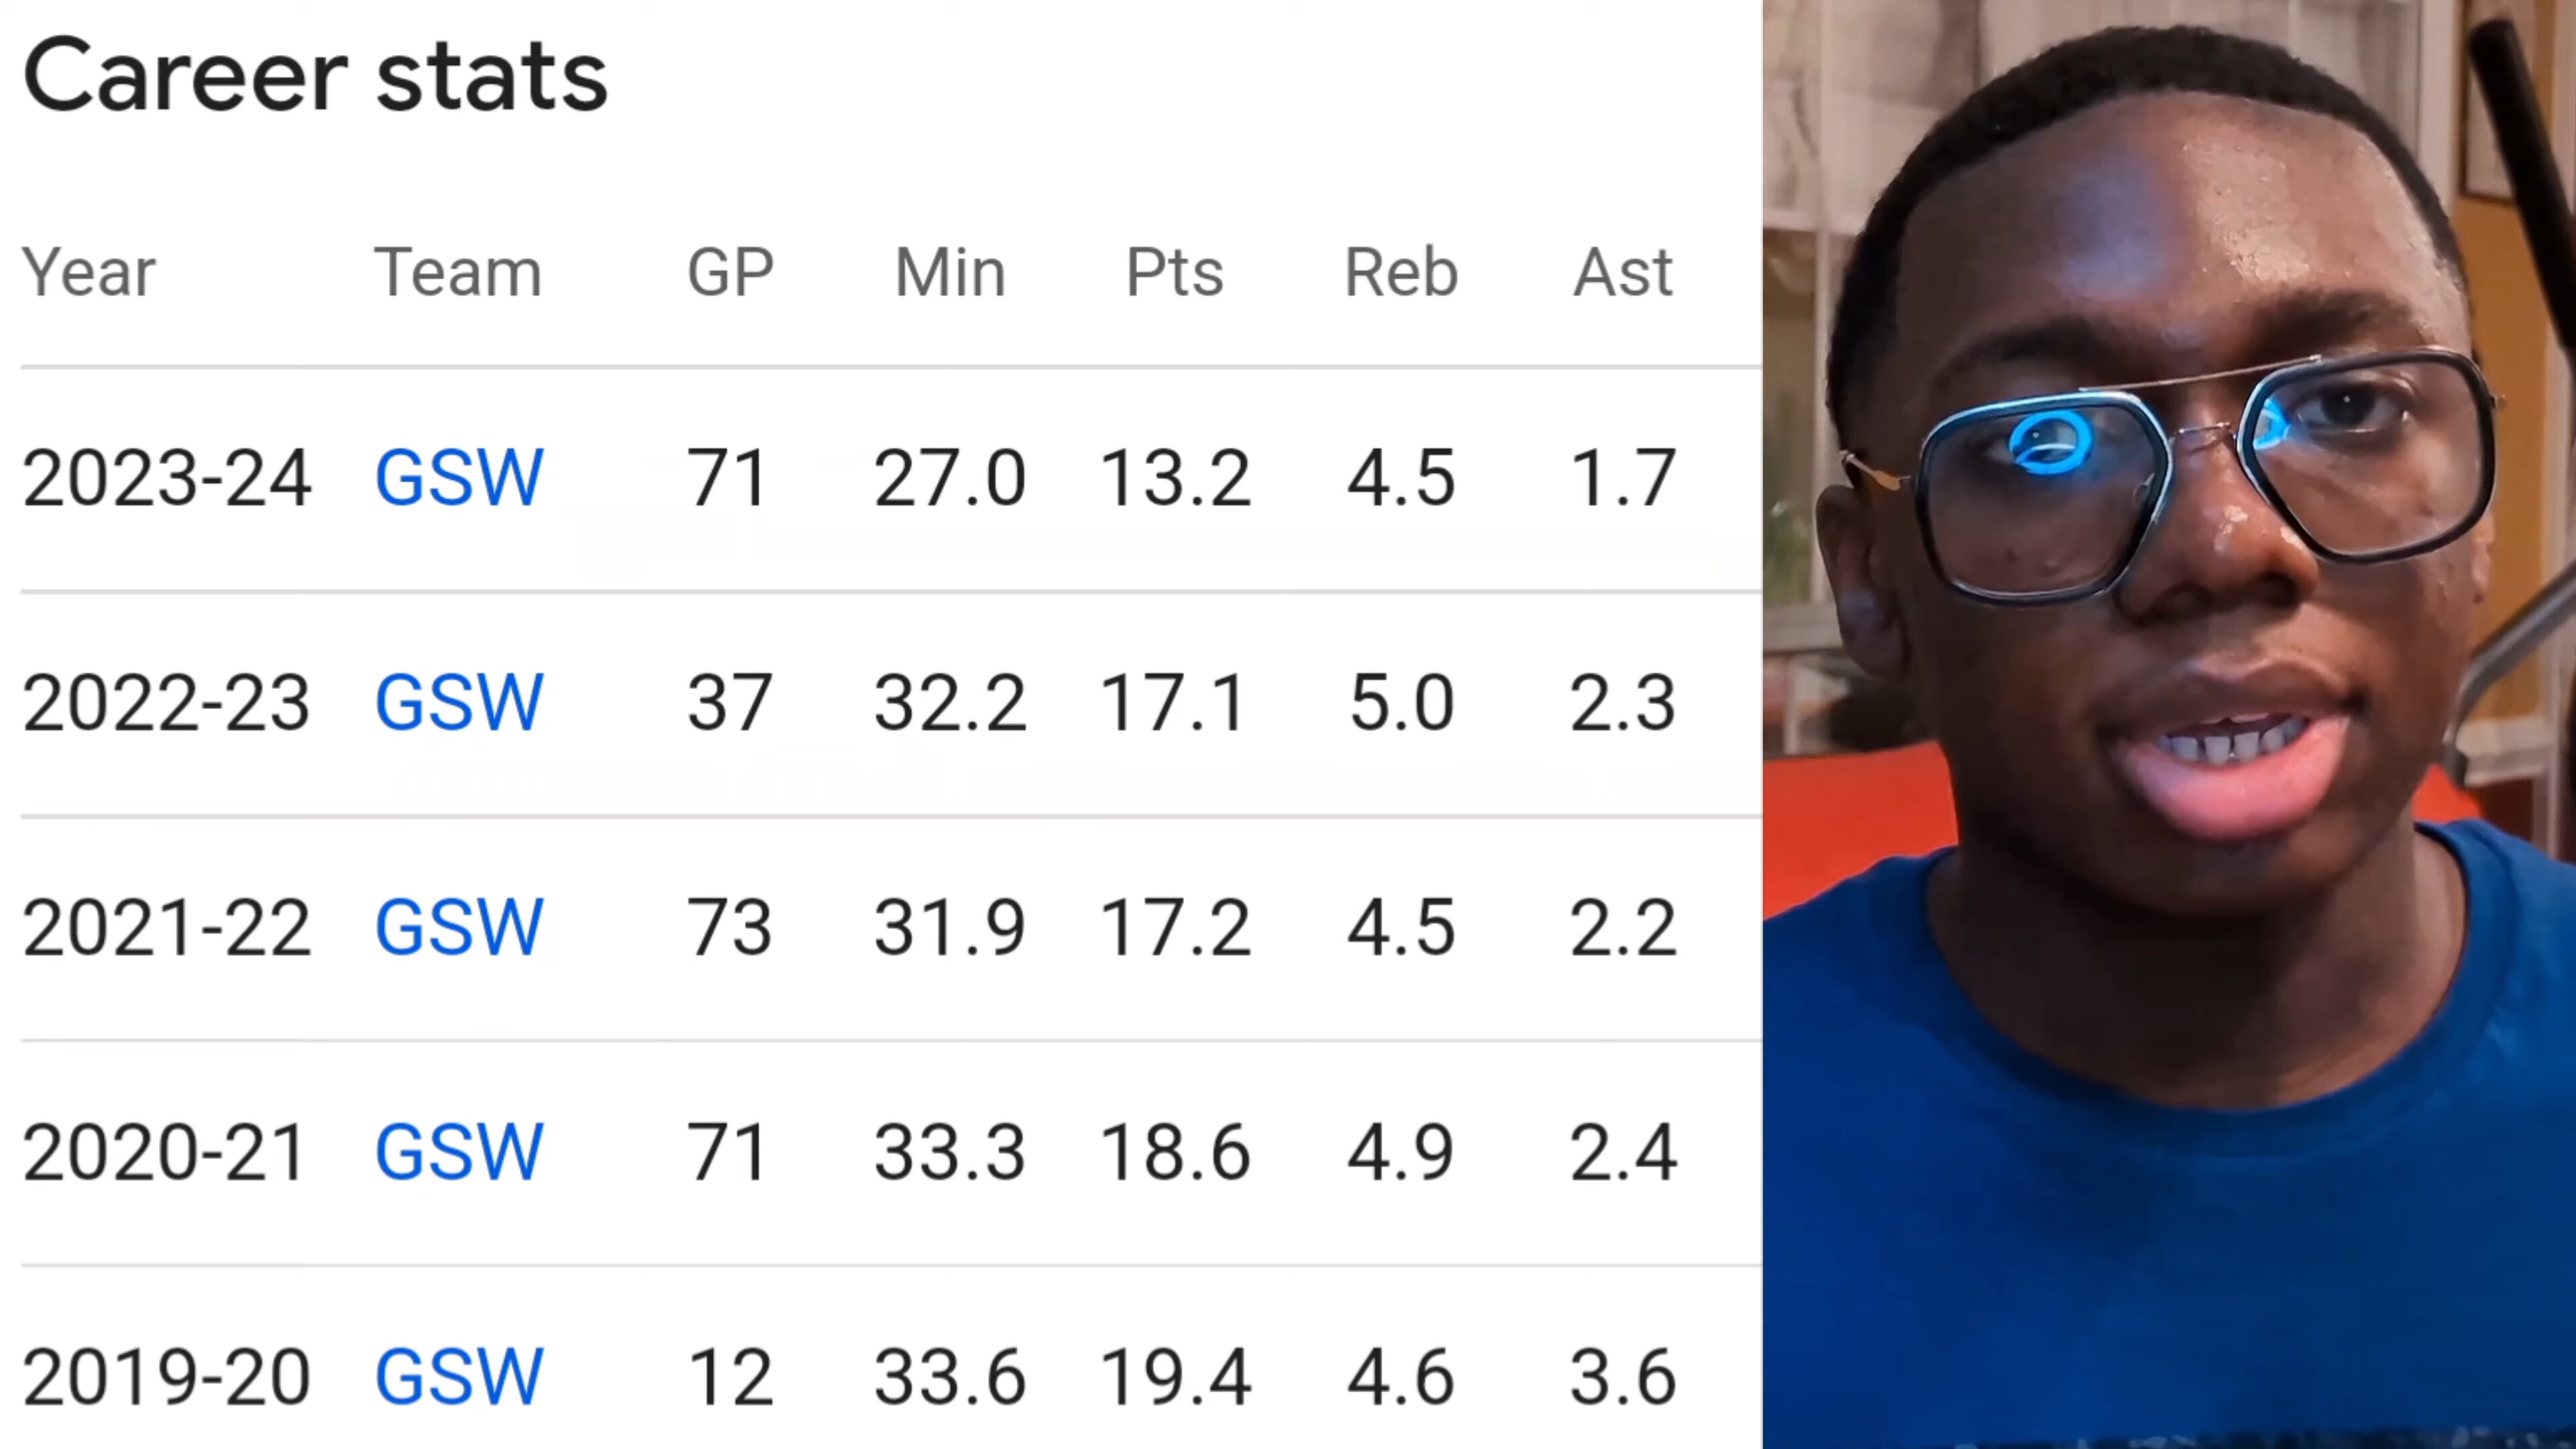 Career stats
Year Team GP Min Pts Reb Ast
2023-24 GSW 71 27.0 13.2 4.5 1.7
2022-23 GSW 37 32.2 17.1 5.0 2.3
2021-22 GSW 73 31.9 17.2 4.5 2.2
2020-21 GSW 71 33.3 18.6 4.9 2.4
2019-20 GSW 12 33.6 19.4 4.6 3.6